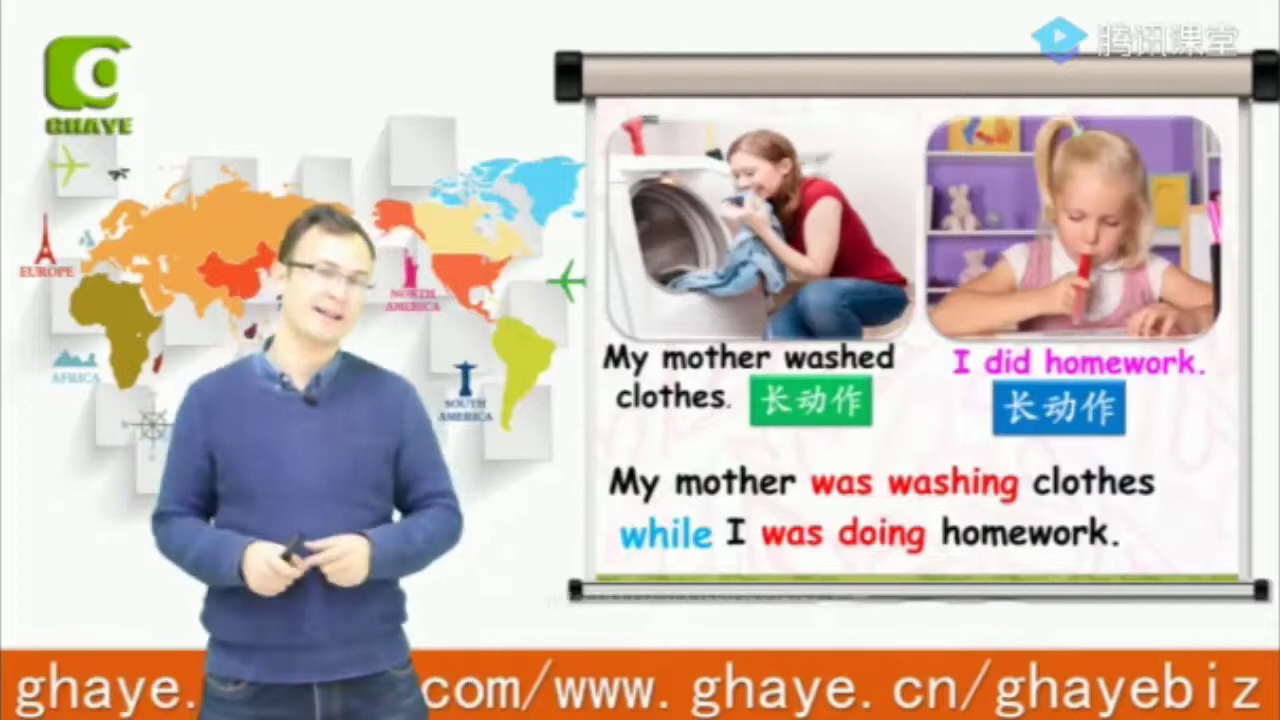 GHAYE
腾讯课堂
EUROPE
NORTH
AMERICA
AFRICA
SOUTH
AMERICA
My mother washed
clothes.
长动作
I did homework.
长动作
My mother was washing clothes
while I was doing homework.
ghaye. com/www. ghaye. cn/ghayebiz